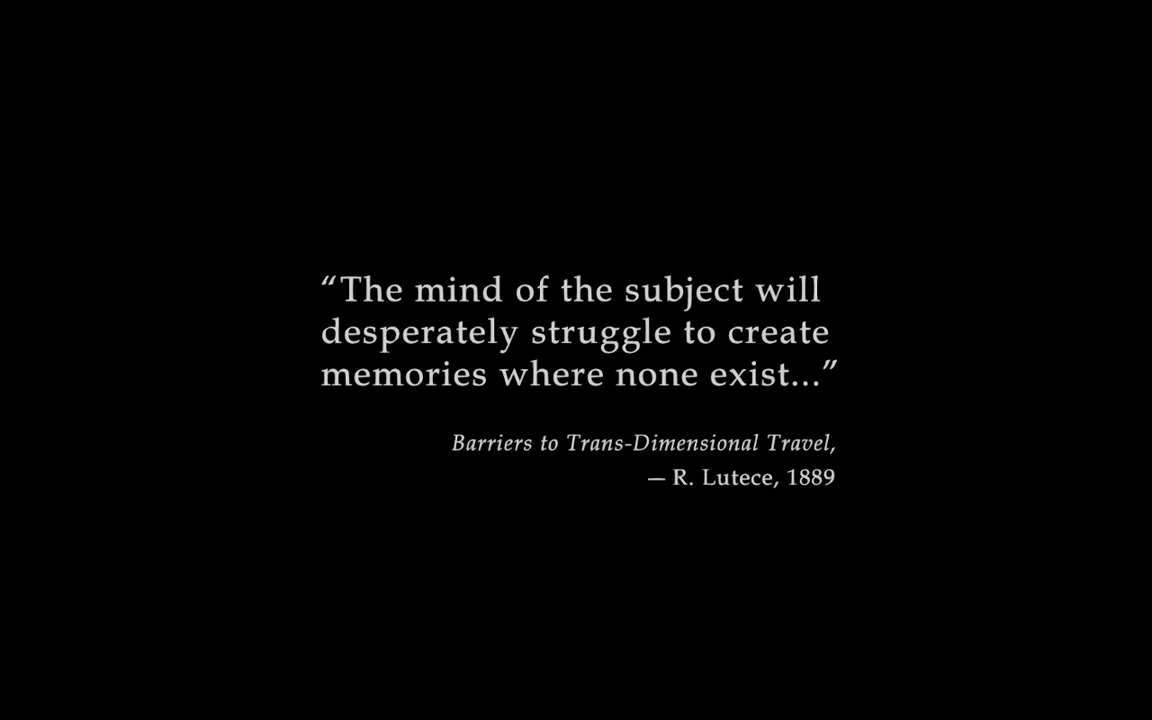 “The mind of the subject will
desperately struggle to create
memories where none exist...”
Barriers to Trans-Dimensional Travel,
— R. Lutece, 1889